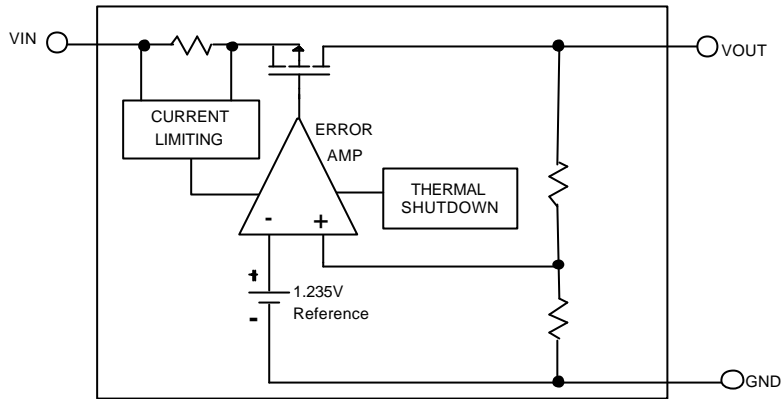 VIN
VOUT
CURRENT
LIMITING
ERROR
AMP
THERMAL
SHUTDOWN
-
+
+
1.235V
Reference
-
GND